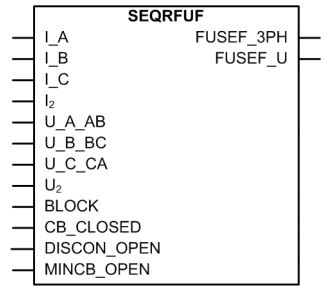 SEQRFUF
I_A FUSEF_3PH
I_B FUSEF_U
I_C
I₂
U_A_AB
U_B_BC
U_C_CA
U₂
BLOCK
CB_CLOSED
DISCON_OPEN
MINCB_OPEN